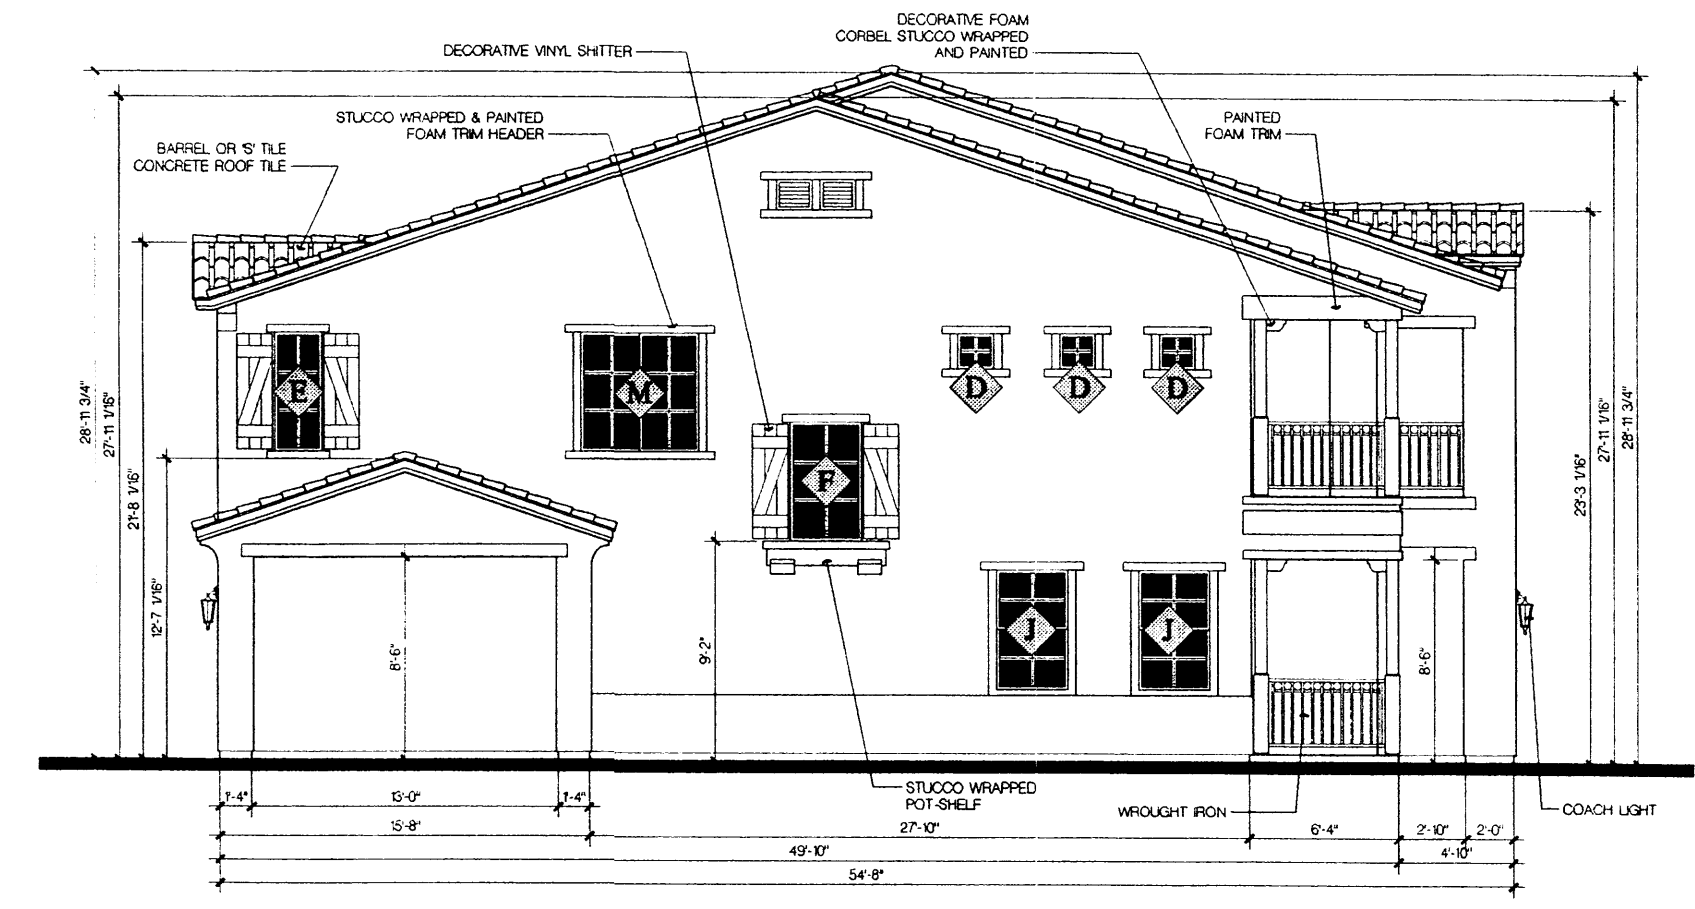 DECORATIVE FOAM
CORBEL STUCCO WRAPPED
AND PAINTED
DECORATIVE VINYL SHITTER
STUCCO WRAPPED & PAINTED
FOAM TRIM HEADER
PAINTED
FOAM TRIM
BARREL OR 'S' TILE
CONCRETE ROOF TILE
E
M
D
D
D
F
J
J
28'-11 3/4"
27'-11 1/16"
21'-8 1/16"
12'-7 1/16"
8'-6"
9'-2"
8'-6"
23'-3 1/16"
27'-11 1/16"
28'-11 3/4"
STUCCO WRAPPED
POT-SHELF
WROUGHT IRON
COACH LIGHT
1'-4"
13'-0"
1'-4"
15'-8"
27'-10"
6'-4"
2'-10"
2'-0"
49'-10"
4'-10"
54'-8"